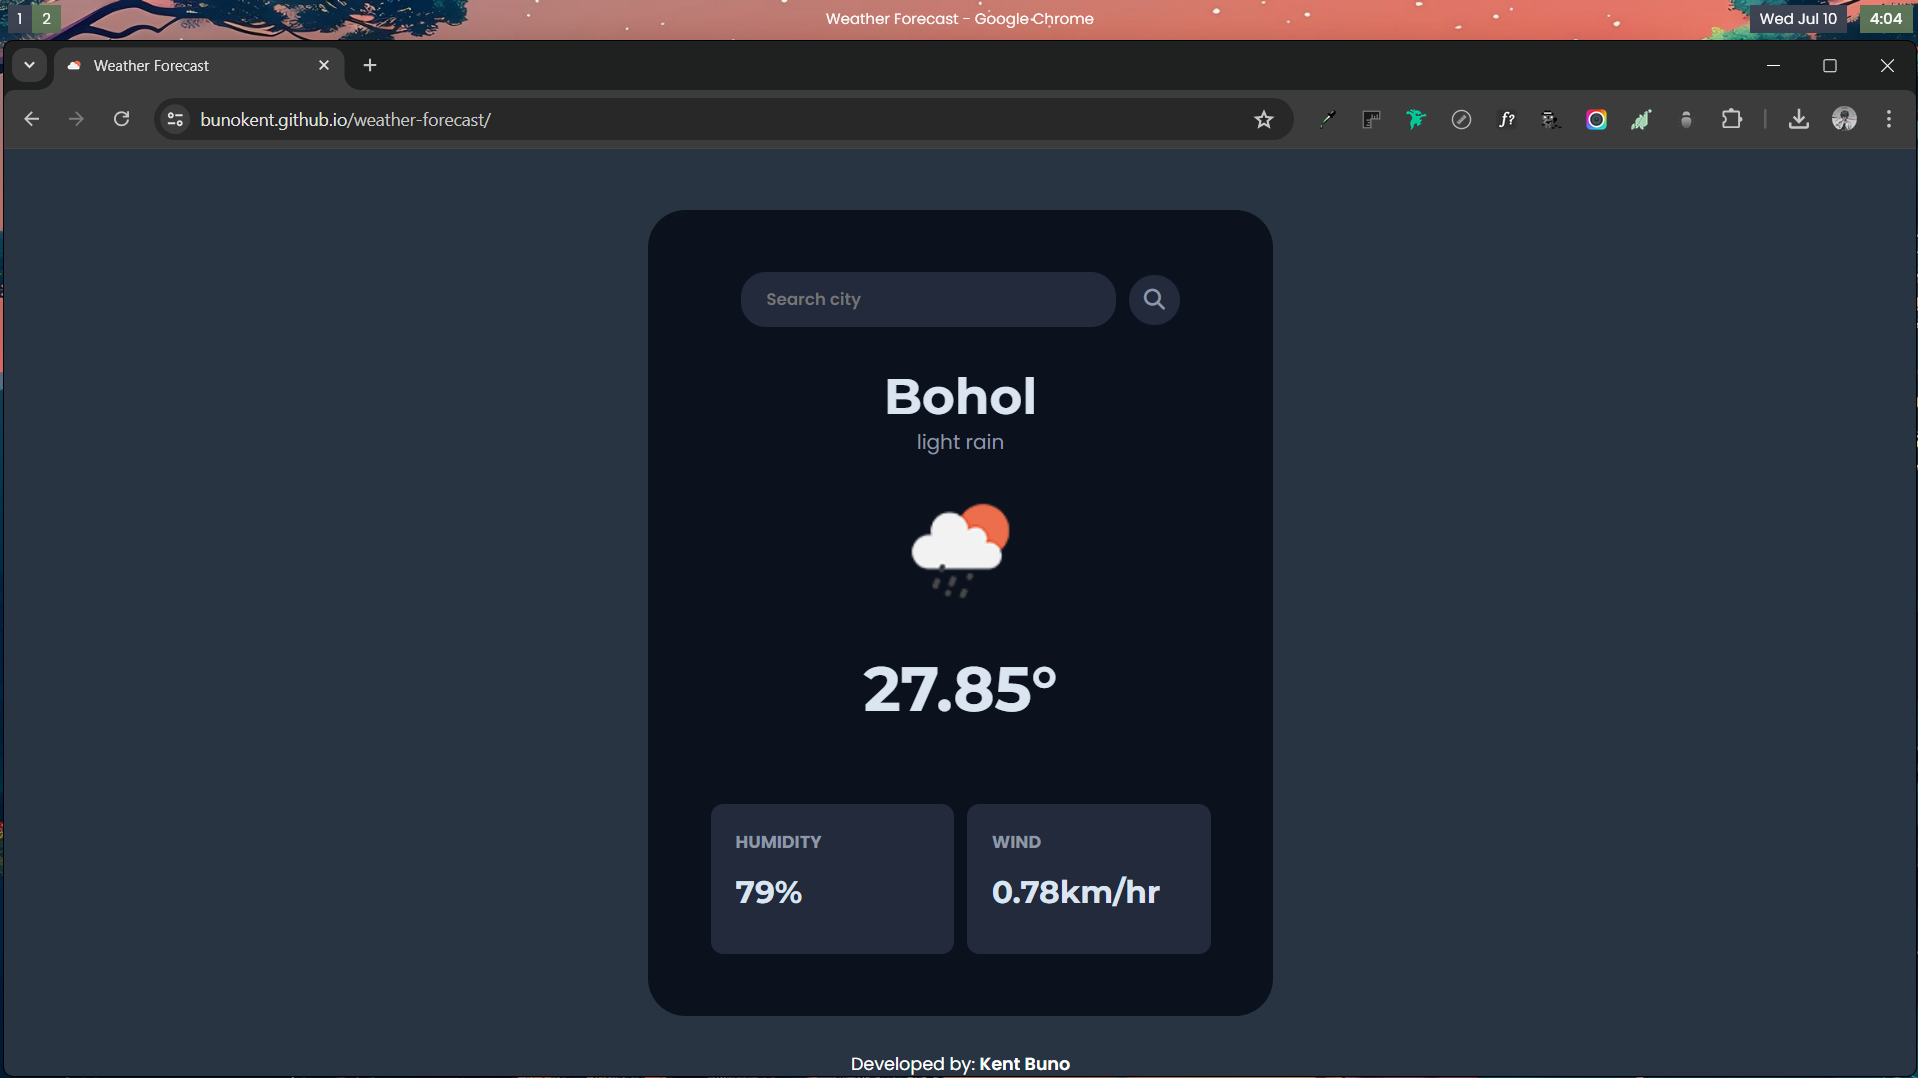 1 2 Weather Forecast - Google Chrome Wed Jul 10 4:04
Weather Forecast
bunokent.github.io/weather-forecast/
f?
Search city
Bohol
light rain
27.85°
HUMIDITY WIND
79% 0.78km/hr
Developed by: Kent Buno